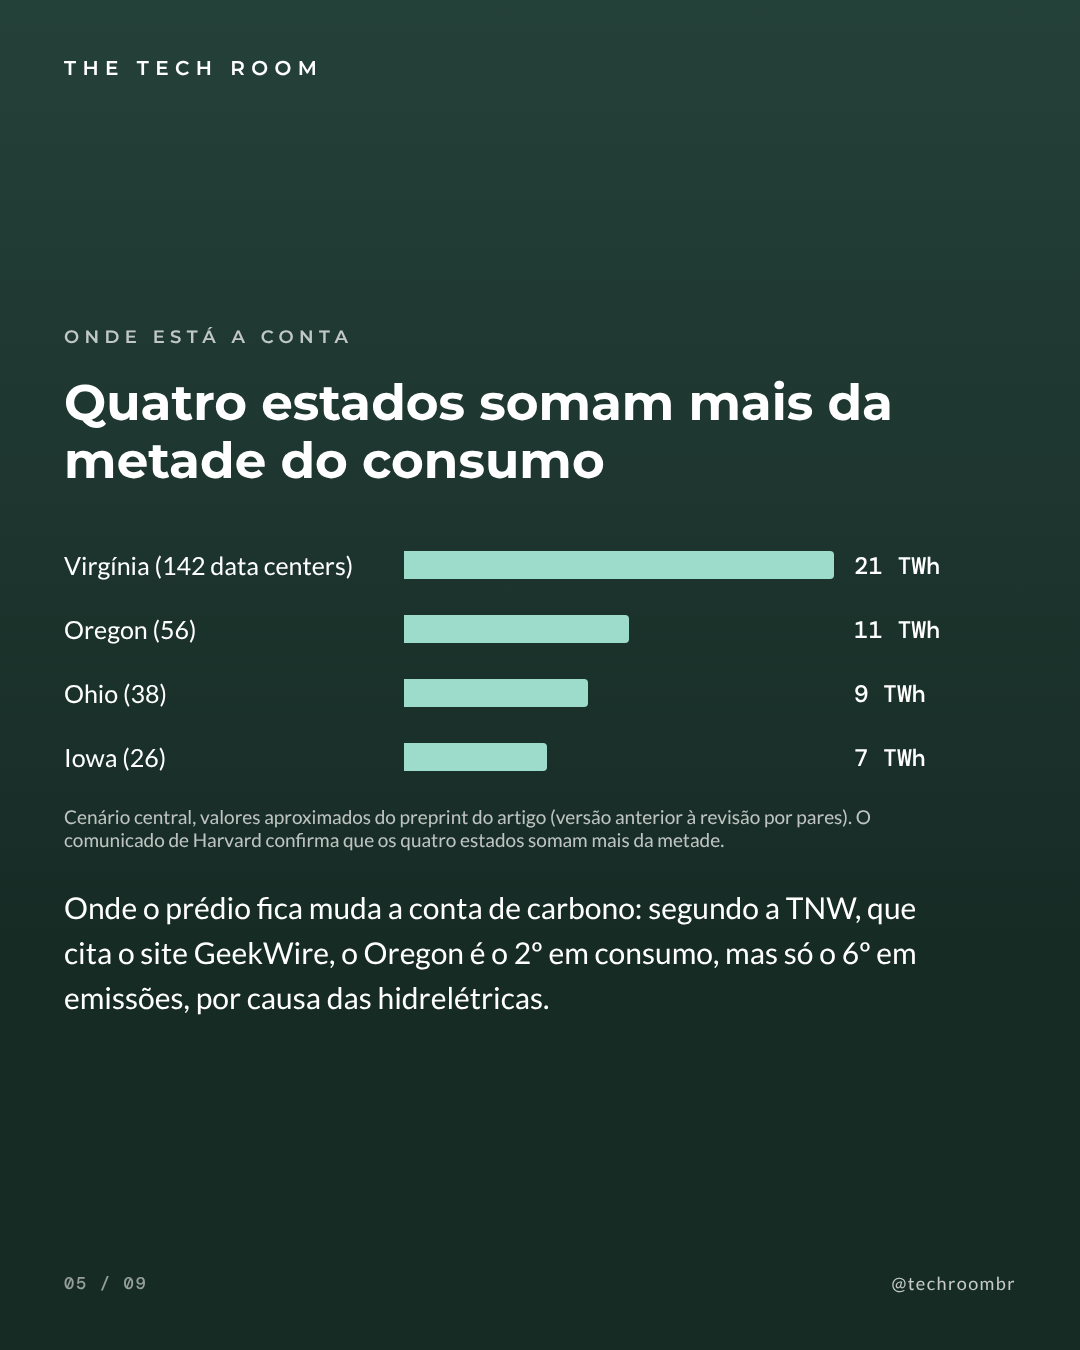 THE TECH ROOM
ONDE ESTÁ A CONTA
Quatro estados somam mais da
metade do consumo
Virgínia (142 data centers) 21 TWh
Oregon (56) 11 TWh
Ohio (38) 9 TWh
Iowa (26) 7 TWh
Cenário central, valores aproximados do preprint do artigo (versão anterior à revisão por pares). O
comunicado de Harvard confirma que os quatro estados somam mais da metade.
Onde o prédio fica muda a conta de carbono: segundo a TNW, que
cita o site GeekWire, o Oregon é o 2º em consumo, mas só o 6º em
emissões, por causa das hidrelétricas.
05 / 09 @techroombr